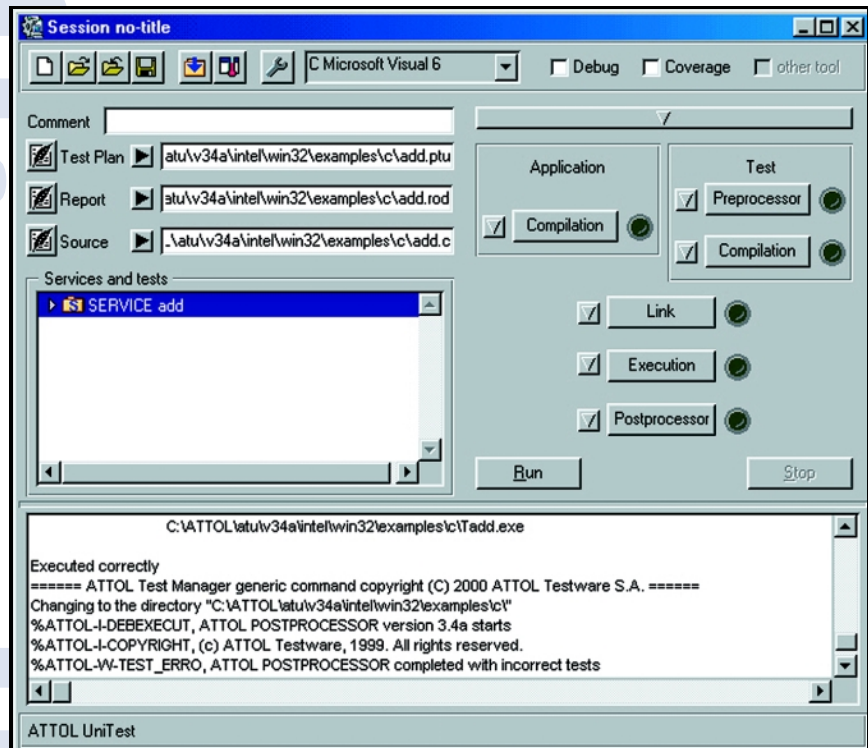 Session no-title
C Microsoft Visual 6
Debug
Coverage
other tool
Comment
Test Plan
atu\v34a\intel\win32\examples\c\add.ptu
Report
atu\v34a\intel\win32\examples\c\add.rod
Source
_\atu\v34a\intel\win32\examples\c\add.c
Application
Compilation
Test
Preprocessor
Compilation
Services and tests
SERVICE add
Link
Execution
Postprocessor
Run
Stop
C:\ATTOL\atu\v34a\intel\win32\examples\c\Tadd.exe
Executed correctly
====== ATTOL Test Manager generic command copyright (C) 2000 ATTOL Testware S.A. ======
Changing to the directory "C:\ATTOL\atu\v34a\intel\win32\examples\c\"
%ATTOL-I-DEBEXECUT, ATTOL POSTPROCESSOR version 3.4a starts
%ATTOL-I-COPYRIGHT, (c) ATTOL Testware, 1999. All rights reserved.
%ATTOL-W-TEST_ERRO, ATTOL POSTPROCESSOR completed with incorrect tests
ATTOL UniTest